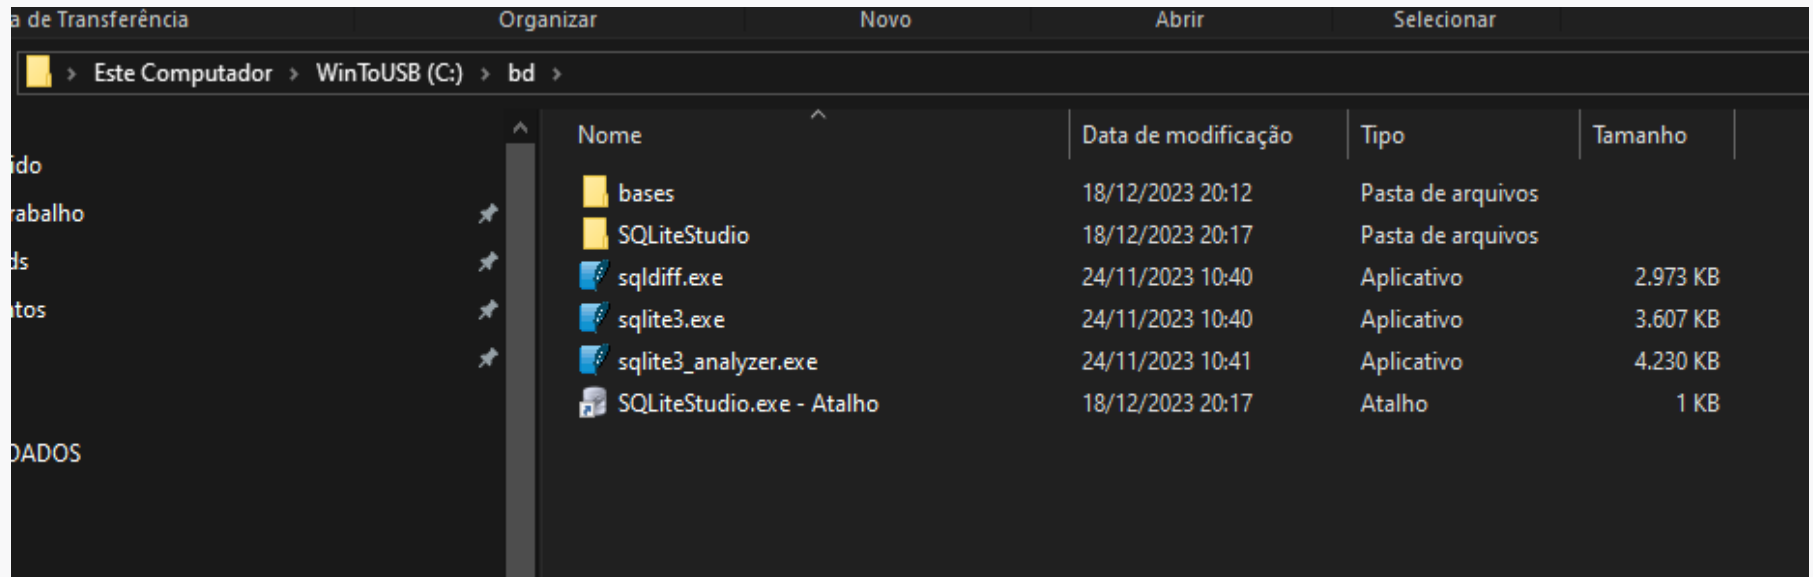 a de Transferência Organizar Novo Abrir Selecionar
Este Computador > WinToUSB (C:) > bd >
Nome Data de modificação Tipo Tamanho
ido
rabalho
ds
ntos
DADOS
bases 18/12/2023 20:12 Pasta de arquivos
SQLiteStudio 18/12/2023 20:17 Pasta de arquivos
sqldiff.exe 24/11/2023 10:40 Aplicativo 2.973 KB
sqlite3.exe 24/11/2023 10:40 Aplicativo 3.607 KB
sqlite3_analyzer.exe 24/11/2023 10:41 Aplicativo 4.230 KB
SQLiteStudio.exe - Atalho 18/12/2023 20:17 Atalho 1 KB